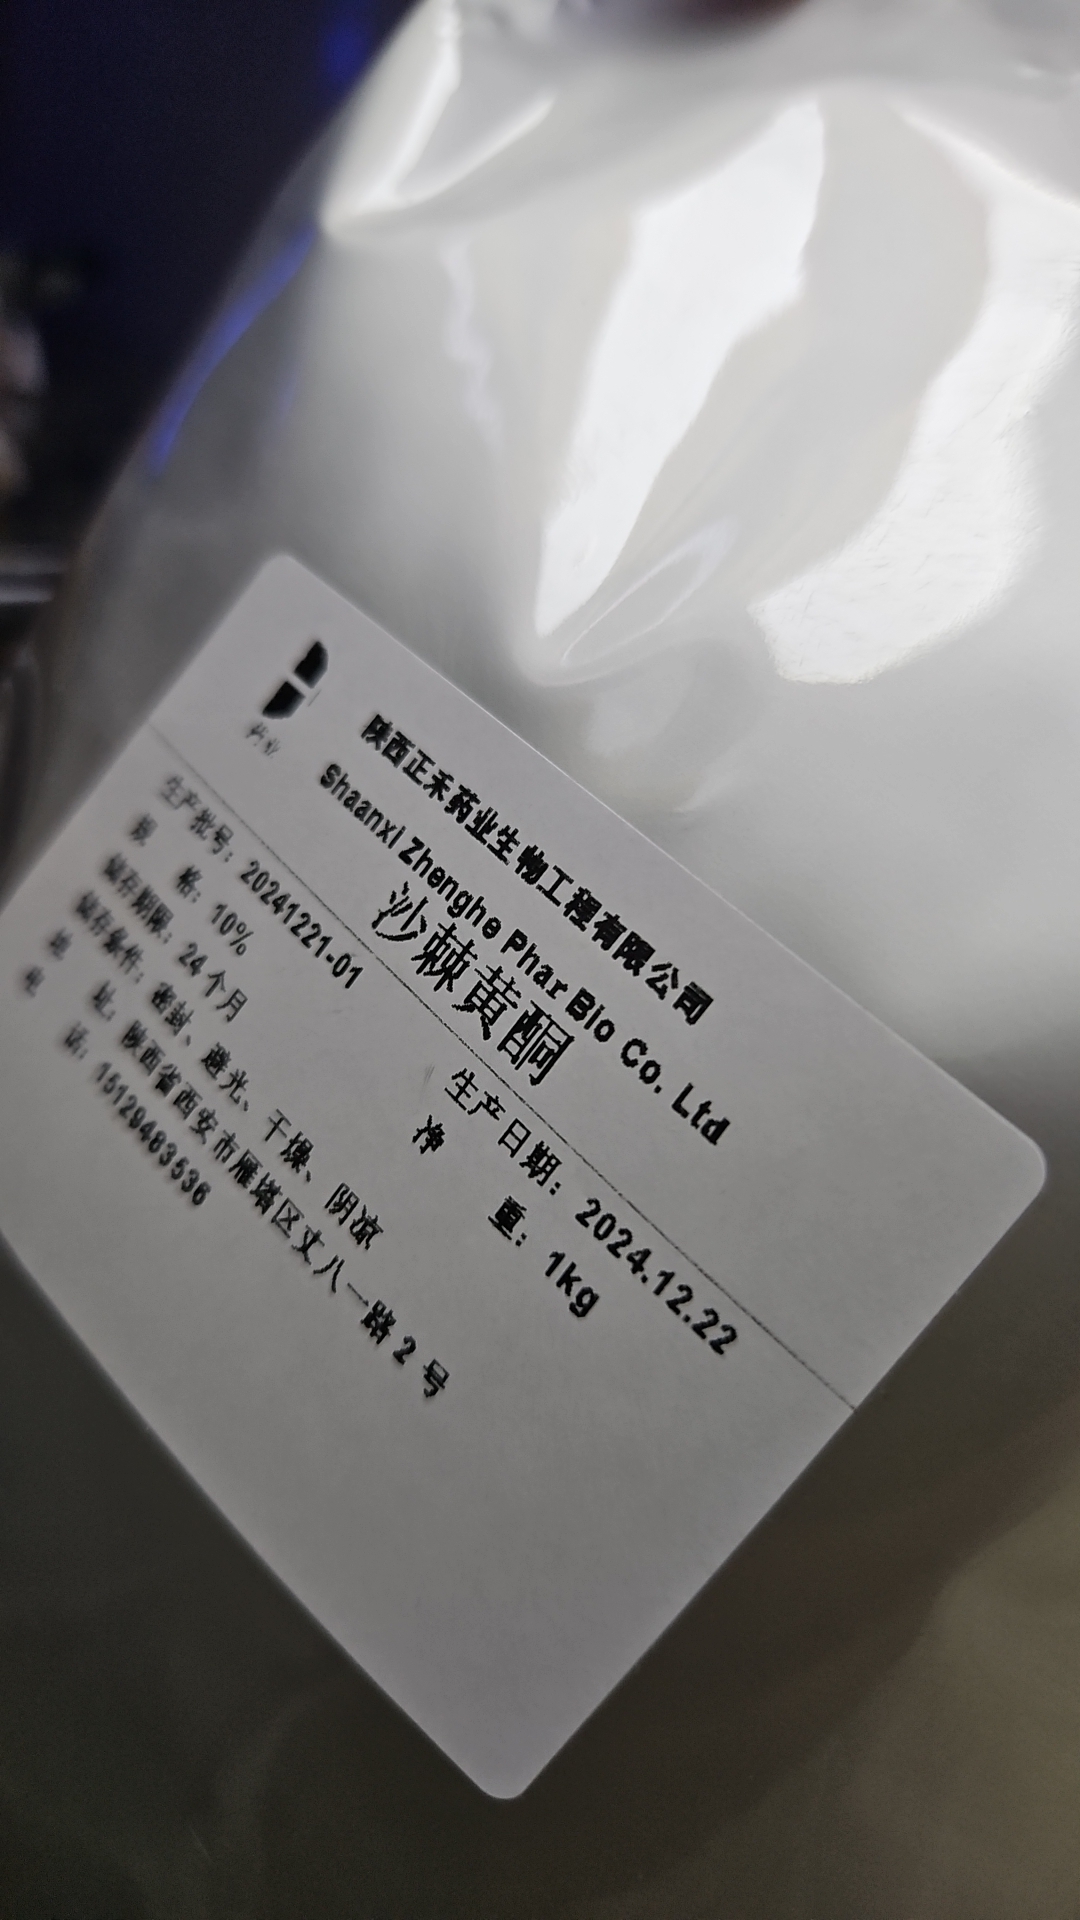 药业
陕西正禾药业生物工程有限公司
Shaanxi Zhenghe Phar Bio Co. Ltd
沙棘黄酮
生产批号：20241221-01 生产日期：2024.12.22
规 格：10% 净 重：1kg
储存期限：24个月
储存条件：密封、避光、干燥、阴凉
地 址：陕西省西安市雁塔区丈八一路2号
电 话：15129483536